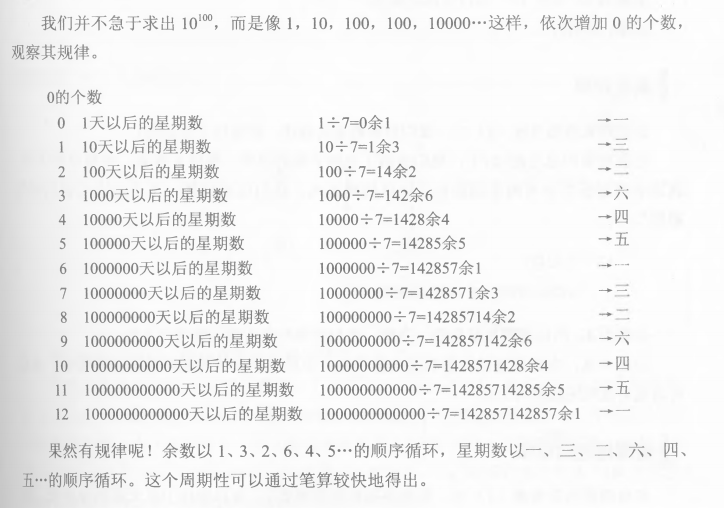 我们并不急于求出 10¹⁰⁰，而是像 1，10，100，100，10000…这样，依次增加 0 的个数，
观察其规律。
0的个数
0 1天以后的星期数 1÷7=0余1 →一
1 10天以后的星期数 10÷7=1余3 →三
2 100天以后的星期数 100÷7=14余2 →二
3 1000天以后的星期数 1000÷7=142余6 →六
4 10000天以后的星期数 10000÷7=1428余4 →四
5 100000天以后的星期数 100000÷7=14285余5 →五
6 1000000天以后的星期数 1000000÷7=142857余1 →一
7 10000000天以后的星期数 10000000÷7=1428571余3 →三
8 100000000天以后的星期数 100000000÷7=14285714余2 →二
9 1000000000天以后的星期数 1000000000÷7=142857142余6 →六
10 10000000000天以后的星期数 10000000000÷7=1428571428余4 →四
11 100000000000天以后的星期数 100000000000÷7=14285714285余5 →五
12 1000000000000天以后的星期数 1000000000000÷7=142857142857余1 →一
果然有规律呢！余数以 1、3、2、6、4、5…的顺序循环，星期数以一、三、二、六、四、
五…的顺序循环。这个周期性可以通过笔算较快地得出。